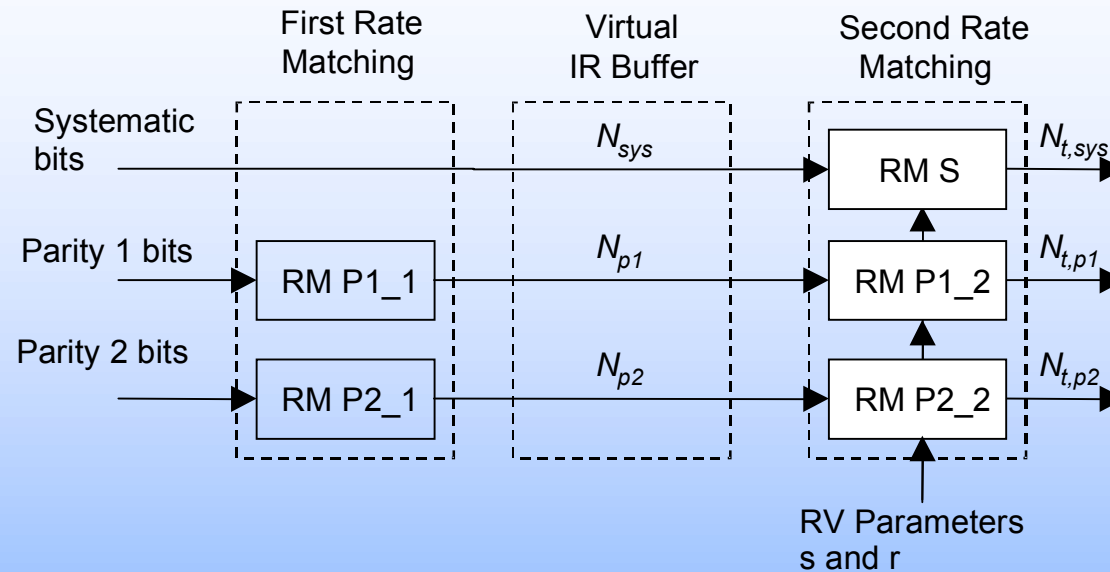 First Rate
Matching
Virtual
IR Buffer
Second Rate
Matching
Systematic
bits
N_sys
RM S
N_t,sys
Parity 1 bits
RM P1_1
N_p1
RM P1_2
N_t,p1
Parity 2 bits
RM P2_1
N_p2
RM P2_2
N_t,p2
RV Parameters
s and r